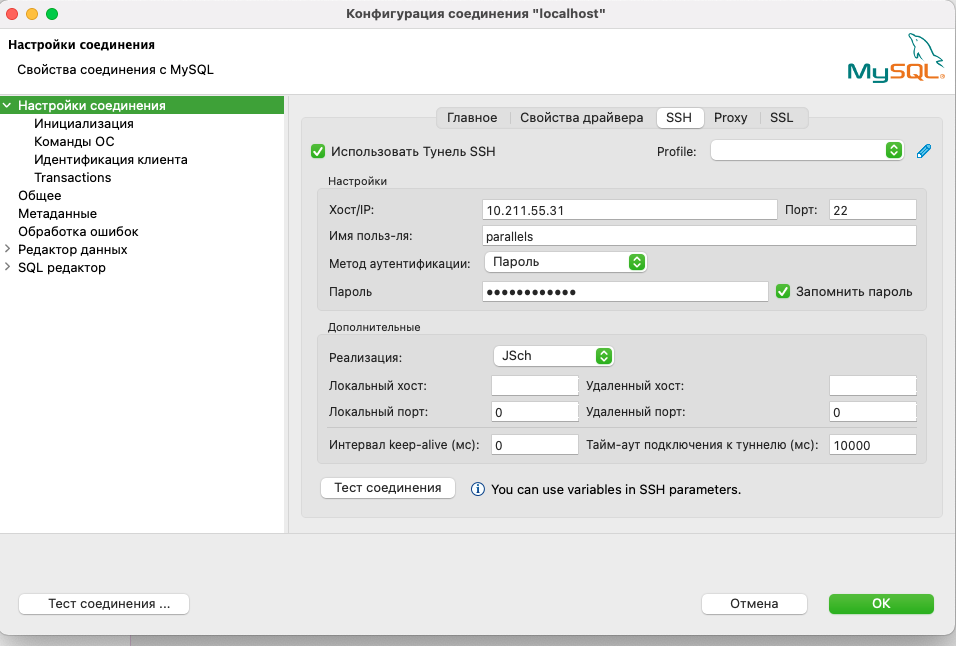 Конфигурация соединения "localhost"
Настройки соединения
Свойства соединения с MySQL
MySQL®
Настройки соединения
Инициализация
Команды ОС
Идентификация клиента
Transactions
Общее
Метаданные
Обработка ошибок
Редактор данных
SQL редактор
Главное Свойства драйвера SSH Proxy SSL
Использовать Тунель SSH Profile:
Настройки
Хост/IP: 10.211.55.31 Порт: 22
Имя польз-ля: parallels
Метод аутентификации: Пароль
Пароль •••••••••••• Запомнить пароль
Дополнительные
Реализация: JSch
Локальный хост: Удаленный хост:
Локальный порт: 0 Удаленный порт: 0
Интервал keep-alive (мс): 0 Тайм-аут подключения к туннелю (мс): 10000
Тест соединения You can use variables in SSH parameters.
Тест соединения ... Отмена ОК